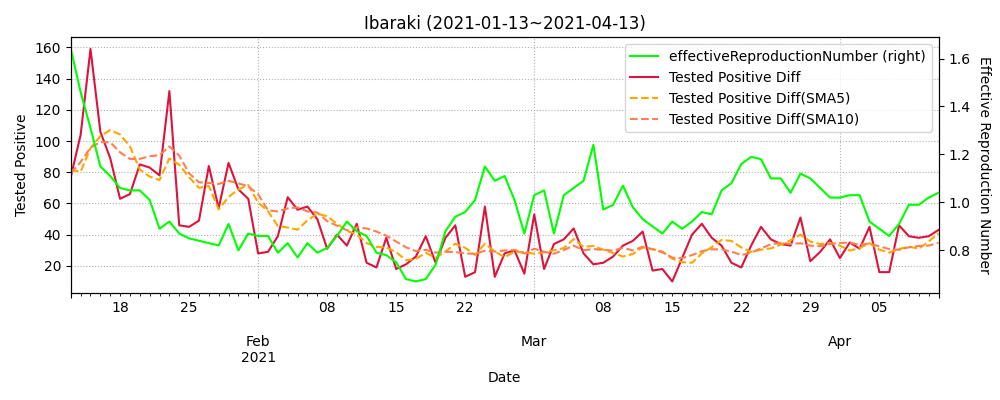 Ibaraki (2021-01-13~2021-04-13)
effectiveReproductionNumber (right)
Tested Positive Diff
Tested Positive Diff(SMA5)
Tested Positive Diff(SMA10)
Tested Positive
160
140
120
100
80
60
40
20
Effective Reproduction Number
1.6
1.4
1.2
1.0
0.8
18 25 08 15 22 08 15 22 29 05
Feb Mar Apr
2021
Date